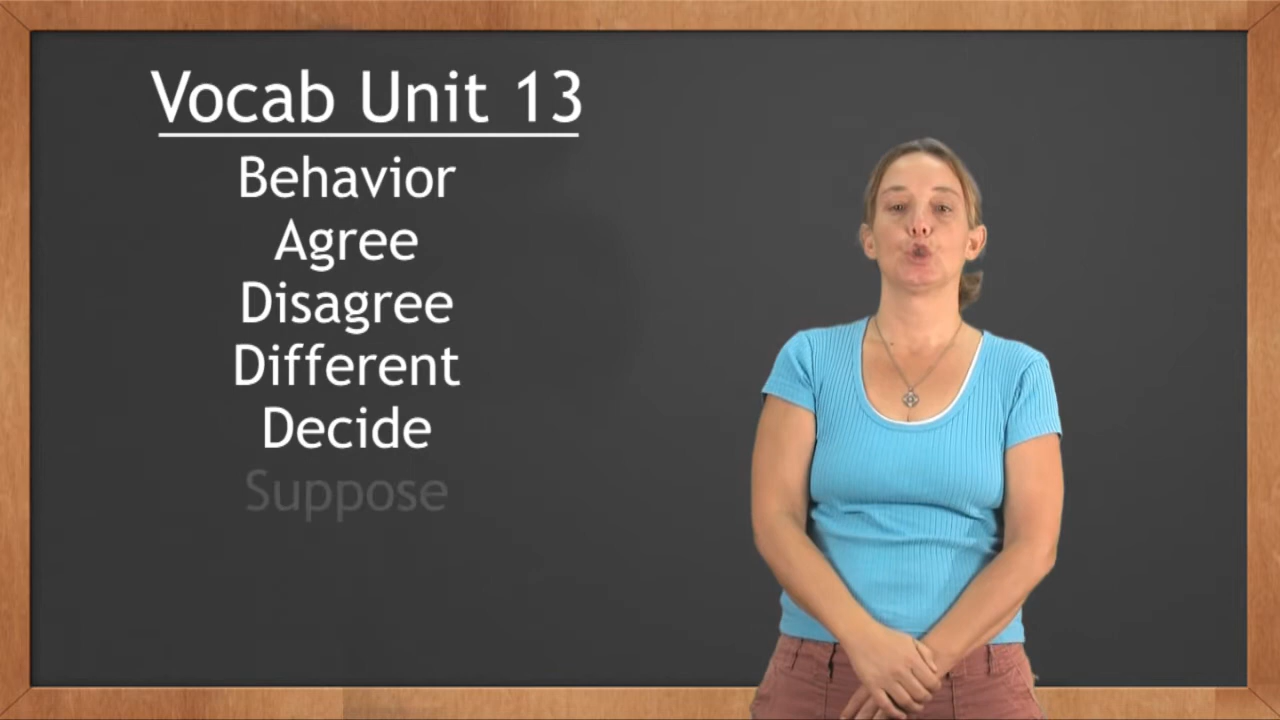 Vocab Unit 13
Behavior
Agree
Disagree
Different
Decide
Suppose